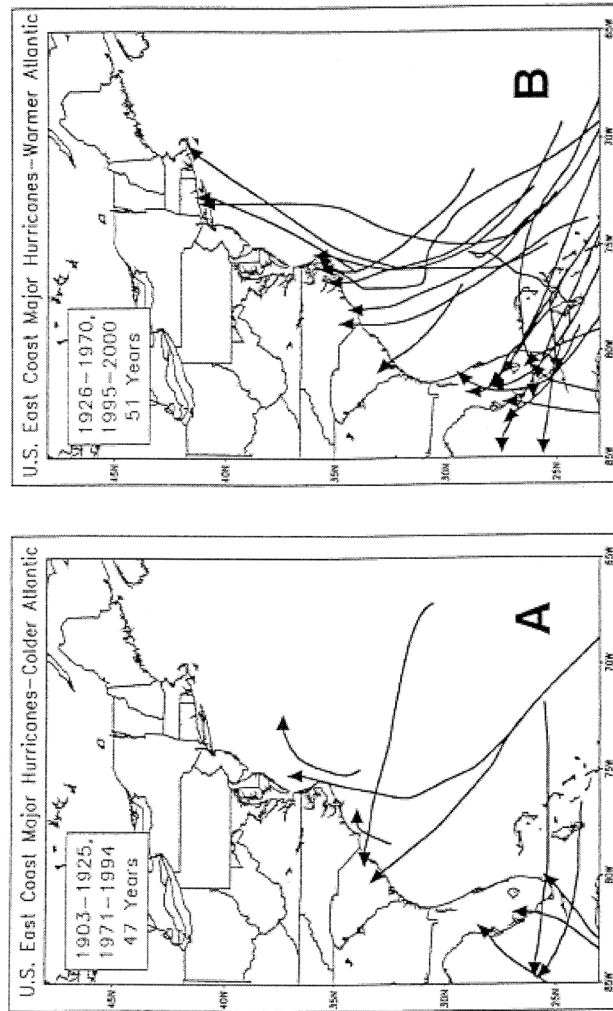 U.S. East Coast Major Hurricanes—Colder Atlantic
1903—1925,
1971—1994
47 Years
45N
40N
35N
30N
25N
85W 80W 75W 70W 65W
A
U.S. East Coast Major Hurricanes—Warmer Atlantic
1926—1970,
1995—2000
51 Years
45N
40N
35N
30N
25N
85W 80W 75W 70W 65W
B